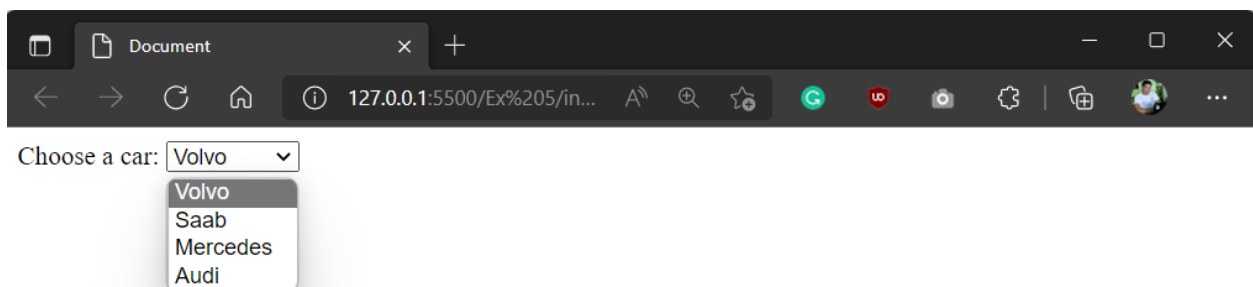 Document
127.0.0.1:5500/Ex%205/in...
Choose a car: Volvo
Volvo
Saab
Mercedes
Audi